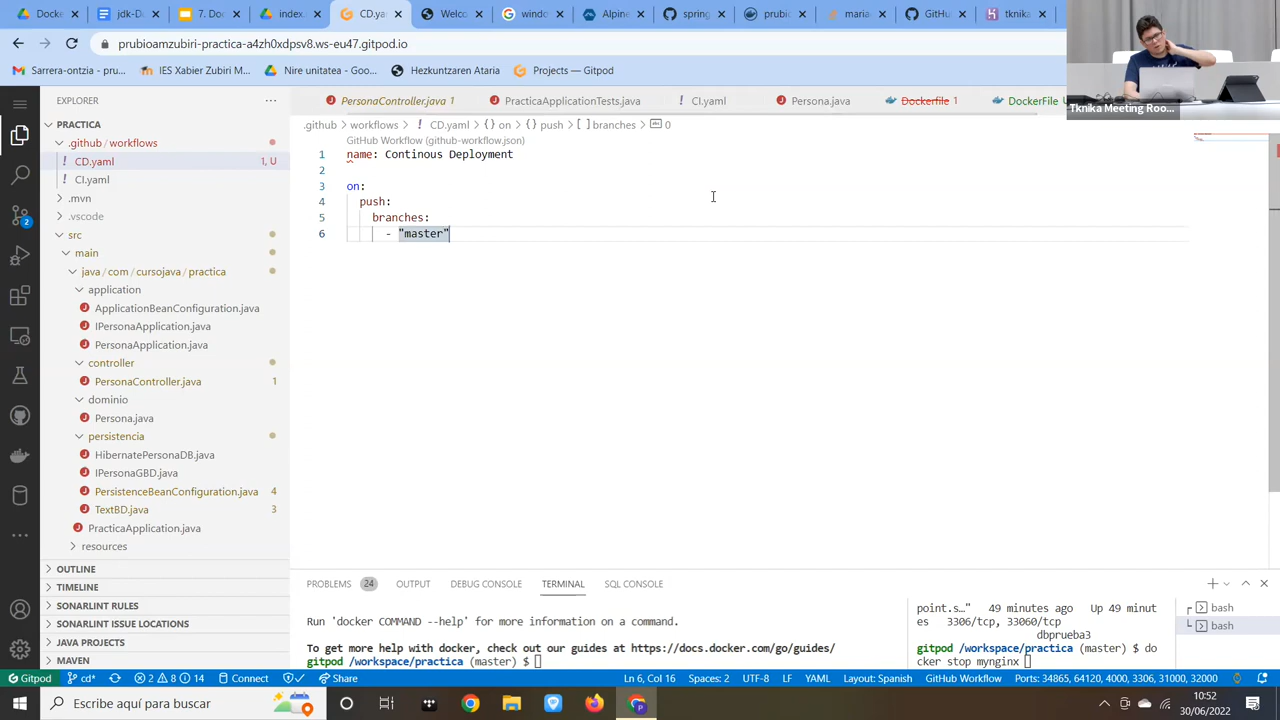 Alpine
spring
prubio
maria
GitHub
tknika
prubioamzubiri-practica-a4zh0xdpsv8.ws-eu47.gitpod.io
Sarrera-ontzia - pru...
IES Xabier Zubiri M...
Nire unitatea - Goo...
Hezkuntzaren Ataria
Projects — Gitpod
Tknika Meeting Roo...
EXPLORER
PersonaController.java 1
PracticaApplicationTests.java
CI.yaml
Persona.java
Dockerfile 1
Dockerfile
PRACTICA
.github > workflows > ! CD.yaml > {} on > {} push > [ ] branches > 0
.github / workflows
GitHub Workflow (github-workflow.json)
CD.yaml 1, U
1 name: Continous Deployment
CI.yaml
2
.mvn
3 on:
.vscode
4 push:
src
5 branches:
main
6 - "master"
java / com / cursojava / practica
application
ApplicationBeanConfiguration.java
IPersonaApplication.java
PersonaApplication.java
controller
PersonaController.java 1
dominio
Persona.java
persistencia
HibernatePersonaDB.java
IPersonaGBD.java
PersistenceBeanConfiguration.java 4
TextBD.java 3
PracticaApplication.java
resources
2
OUTLINE
TIMELINE
SONARLINT RULES
SONARLINT ISSUE LOCATIONS
JAVA PROJECTS
MAVEN
PROBLEMS 24 OUTPUT DEBUG CONSOLE TERMINAL SQL CONSOLE
Run 'docker COMMAND --help' for more information on a command.
To get more help with docker, check out our guides at https://docs.docker.com/go/guides/
gitpod /workspace/practica (master) $
point.s…" 49 minutes ago Up 49 minut
es 3306/tcp, 33060/tcp
dbprueba3
gitpod /workspace/practica (master) $ do
cker stop mynginx
bash
bash
Gitpod cd* 2 8 14 Connect Share
Ln 6, Col 16 Spaces: 2 UTF-8 LF YAML Layout: Spanish GitHub Workflow Ports: 34865, 64120, 4000, 3306, 31000, 32000
Escribe aquí para buscar
10:52
30/06/2022